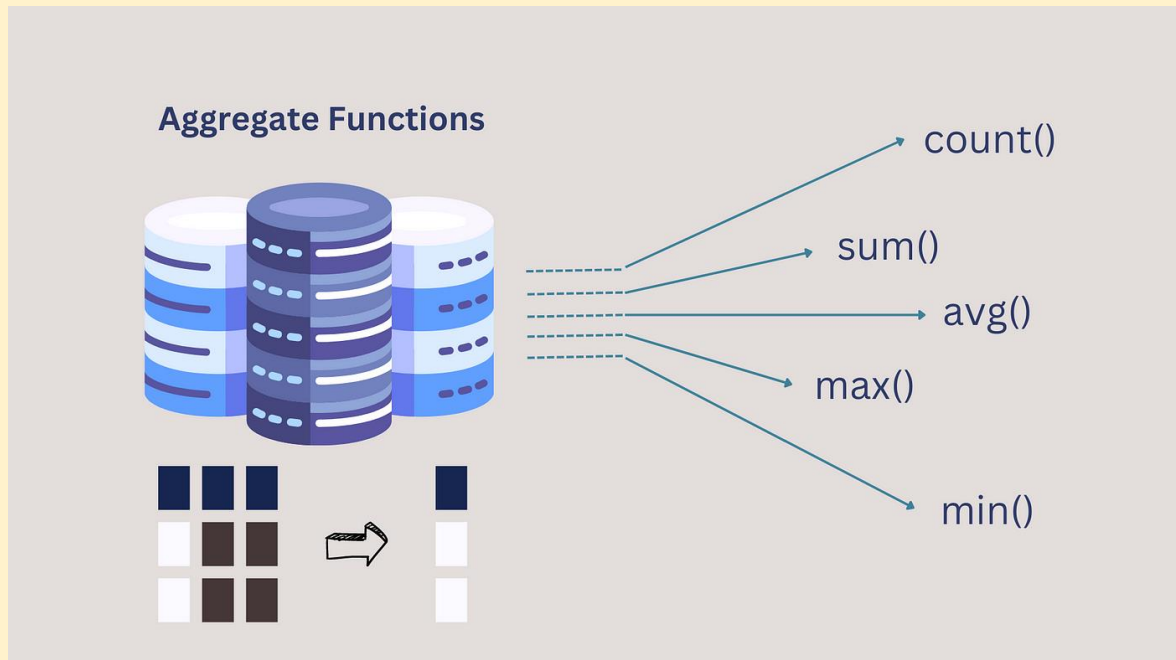 Aggregate Functions
count()
sum()
avg()
max()
min()